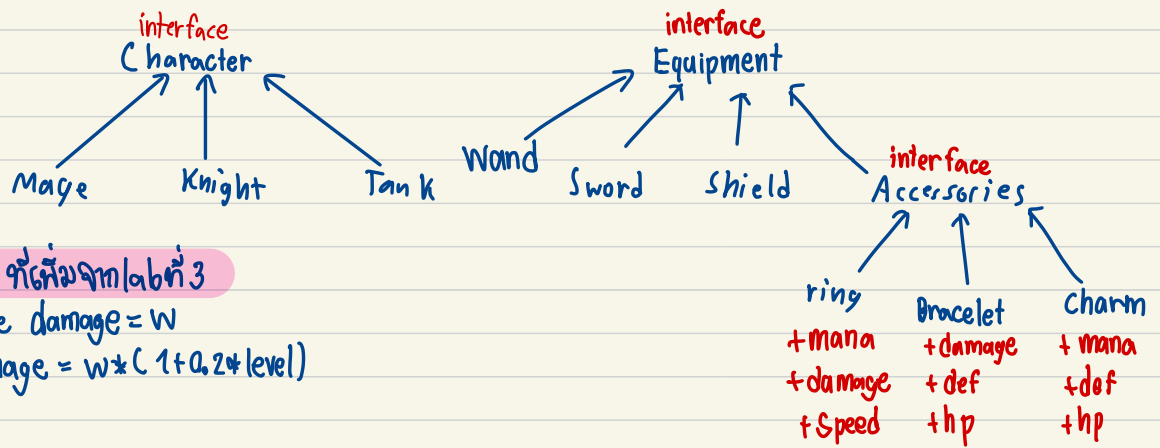 interface
Character
Mage Knight Tank
interface
Equipment
Wand Sword Shield
interface
Accessories
ที่เพิ่มจากlabที่ 3
damage = W
= W*( 1+0.2*level)
ring Bracelet Charm
+mana +damage + mana
+damage + def +def
+ speed +hp +hp